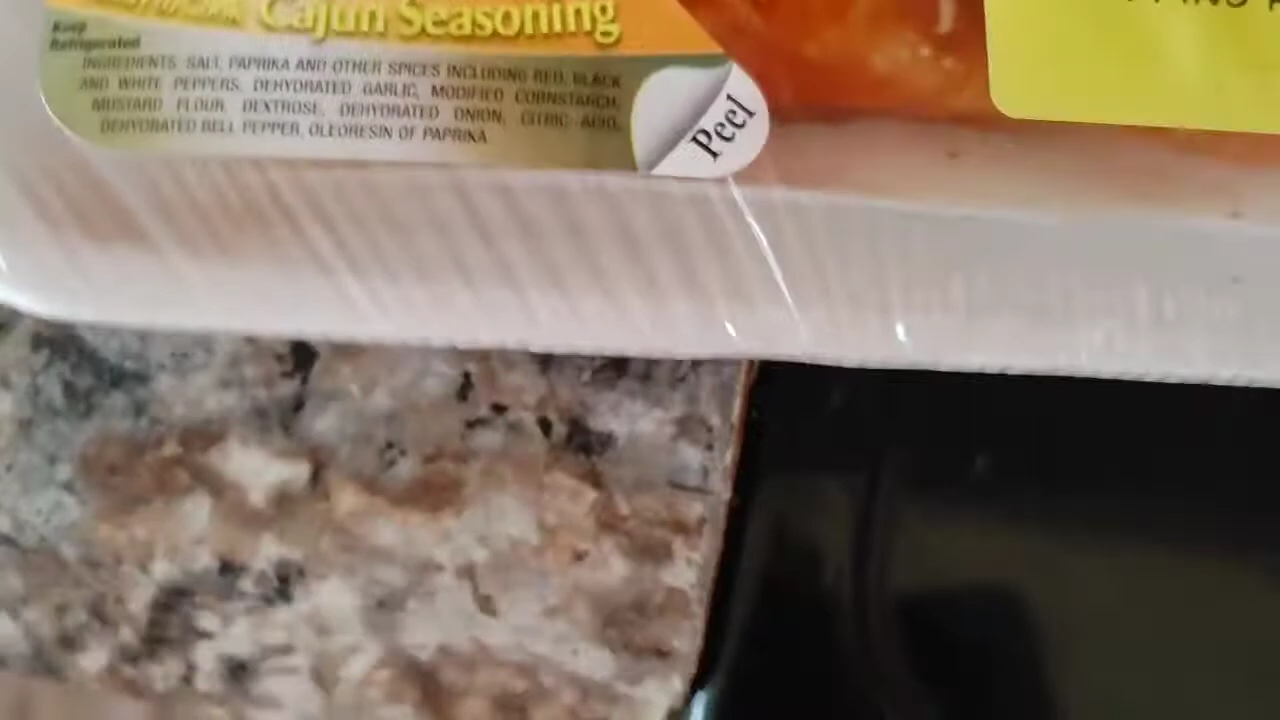 Cajun Seasoning
Keep
Refrigerated
INGREDIENTS: SALT, PAPRIKA AND OTHER SPICES INCLUDING RED, BLACK
AND WHITE PEPPERS, DEHYDRATED GARLIC, MODIFIED CORNSTARCH,
MUSTARD FLOUR, DEXTROSE, DEHYDRATED ONION, CITRIC ACID,
DEHYDRATED BELL PEPPER, OLEORESIN OF PAPRIKA
Peel